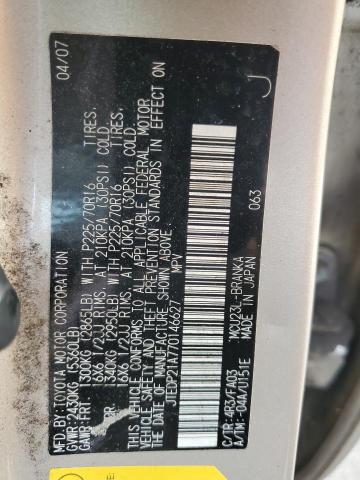 MFD.BY:TOYOTA MOTOR CORPORATION 04/07
GVWR:2430KG (5360LB)
GAWR:FRT 1300KG (2865LB) WITH P225/70R16 TIRES,
16X6 1/2JJ RIMS, AT 210KPA (30PSI) COLD.
RR 1340KG (2950LB) WITH P225/70R16 TIRES,
16X6 1/2JJ RIMS, AT 210KPA (30PSI) COLD.
THIS VEHICLE CONFORMS TO ALL APPLICABLE FEDERAL MOTOR
VEHICLE SAFETY AND THEFT PREVENTION STANDARDS IN EFFECT ON
THE DATE OF MANUFACTURE SHOWN ABOVE.
JTEDP21A770146627 MPV
C/TR:4R3/FA03 *MCU23L-BRANKA
A/TM:-04A/U151E MADE IN JAPAN
063
J